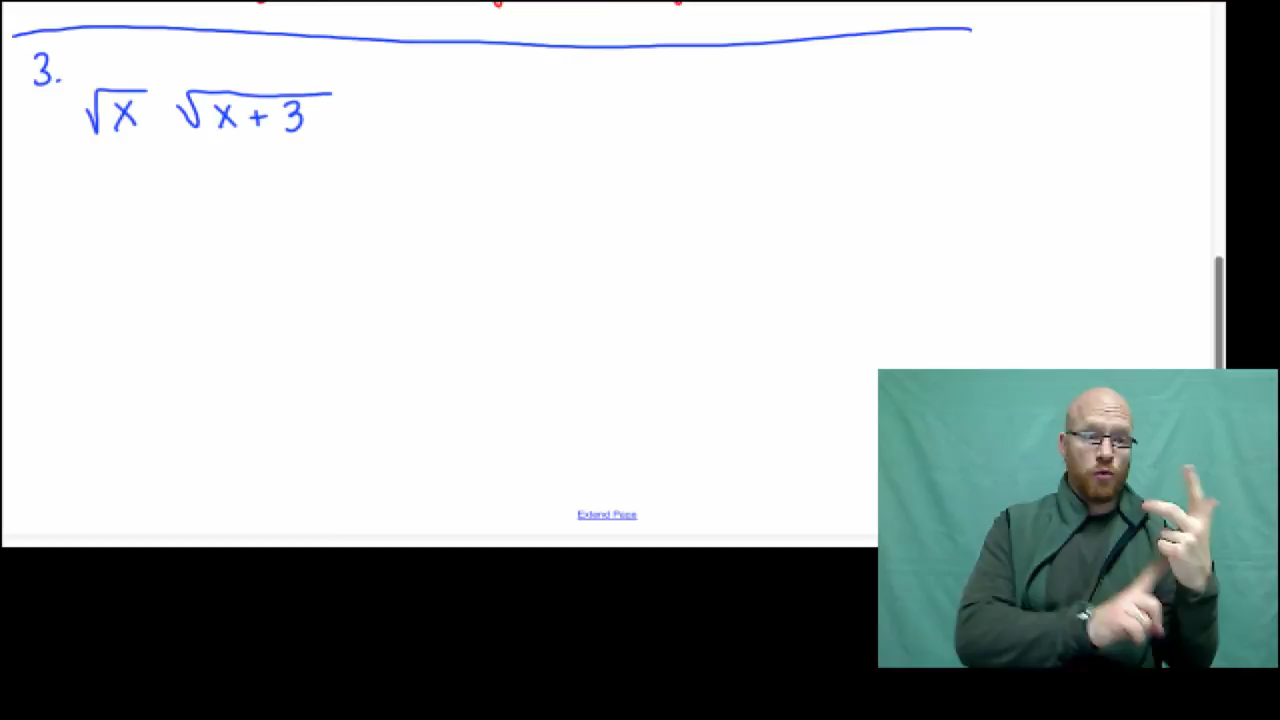 3.
√x √x + 3
Extend Page